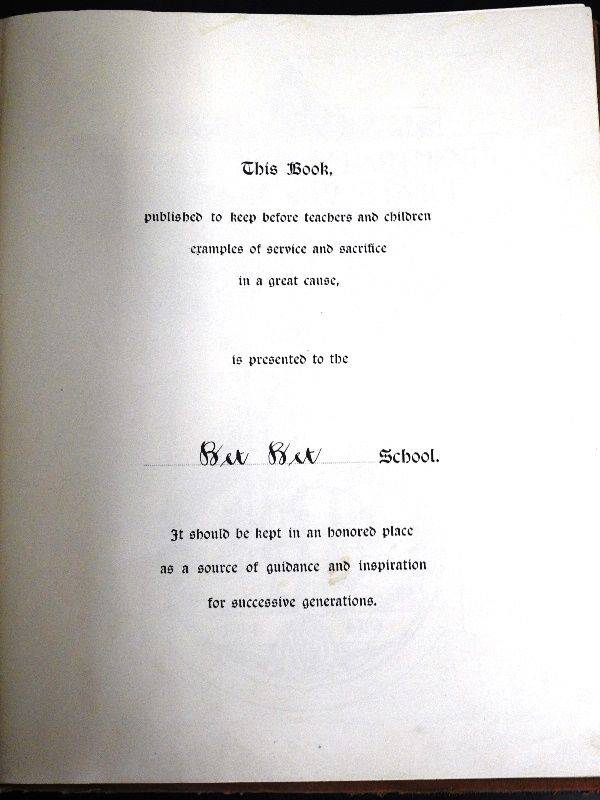 This Book,
published to keep before teachers and children
examples of service and sacrifice
in a great cause,
is presented to the
Bet Bet School.
It should be kept in an honored place
as a source of guidance and inspiration
for successive generations.